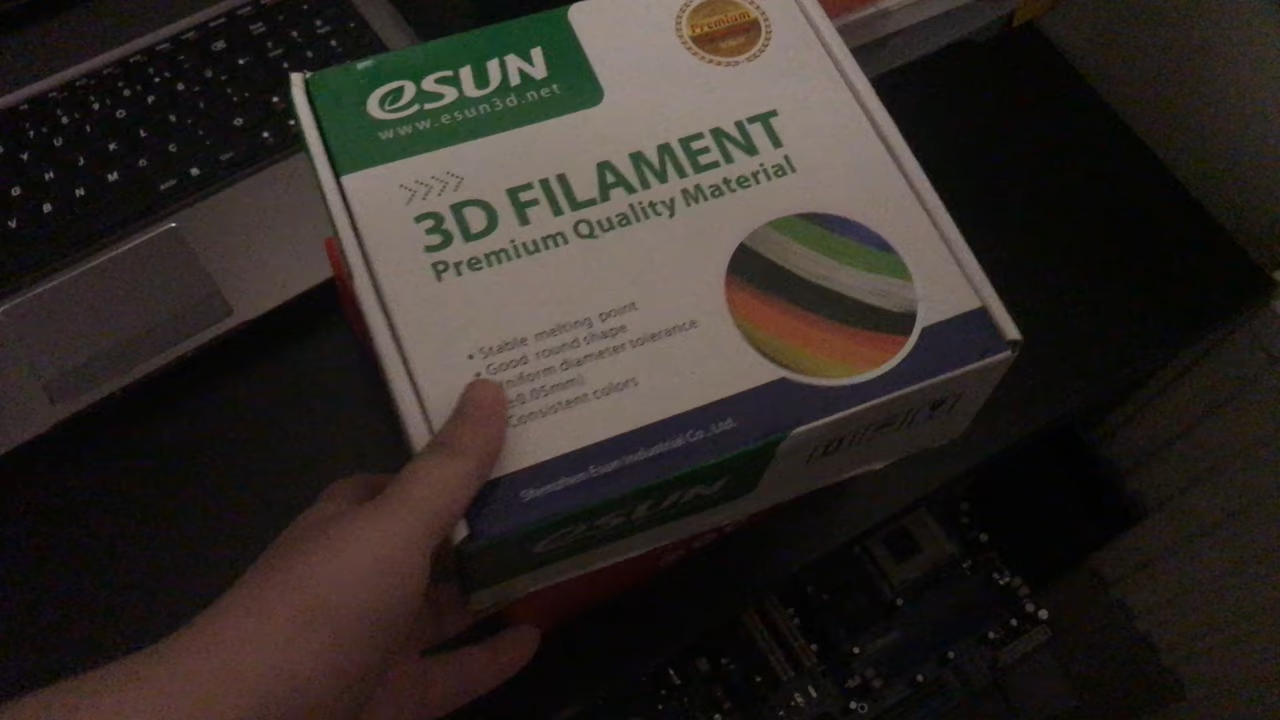 eSUN
www.esun3d.net
Premium
3D FILAMENT
Premium Quality Material
• Stable melting point
• Good round shape
Uniform diameter tolerance
0.05mm)
Consistent colors
Shenzhen Esun Industrial Co., Ltd.
eSUN